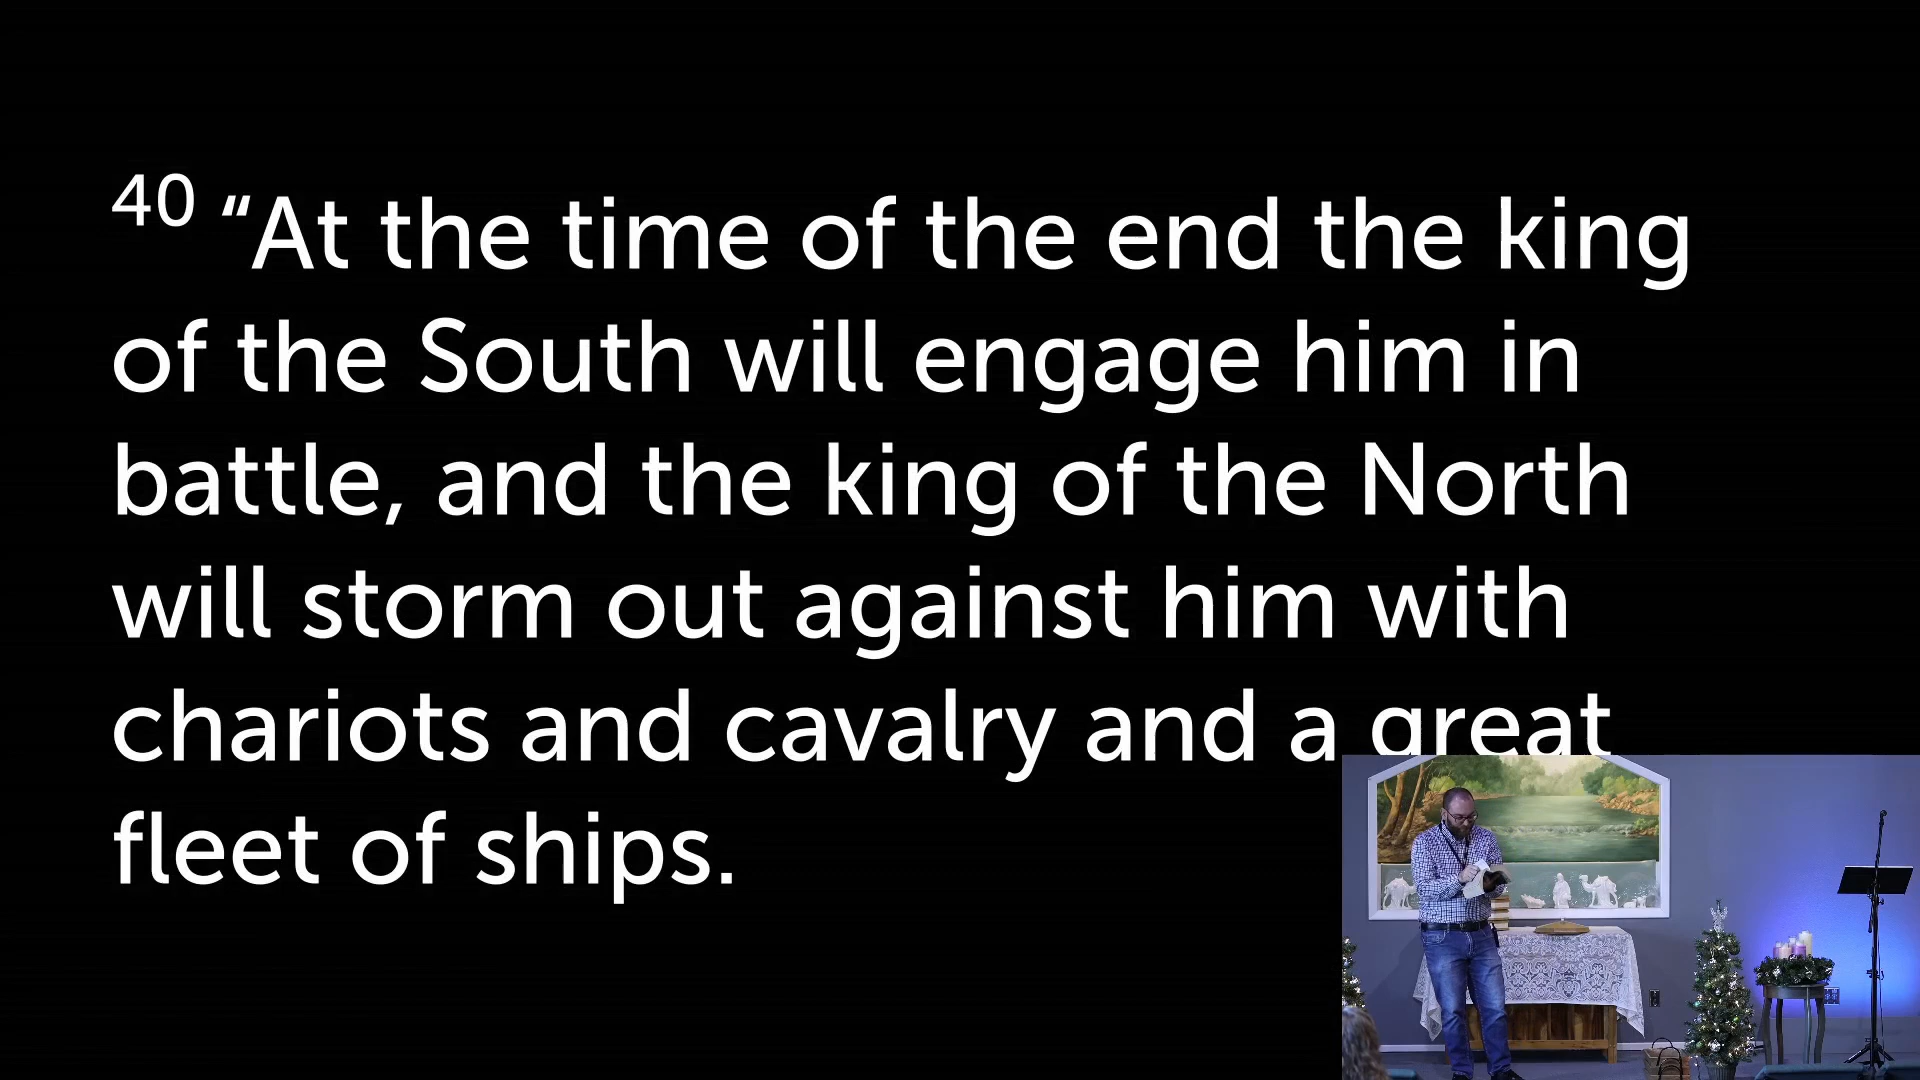 40 “At the time of the end the king
of the South will engage him in
battle, and the king of the North
will storm out against him with
chariots and cavalry and a great
fleet of ships.